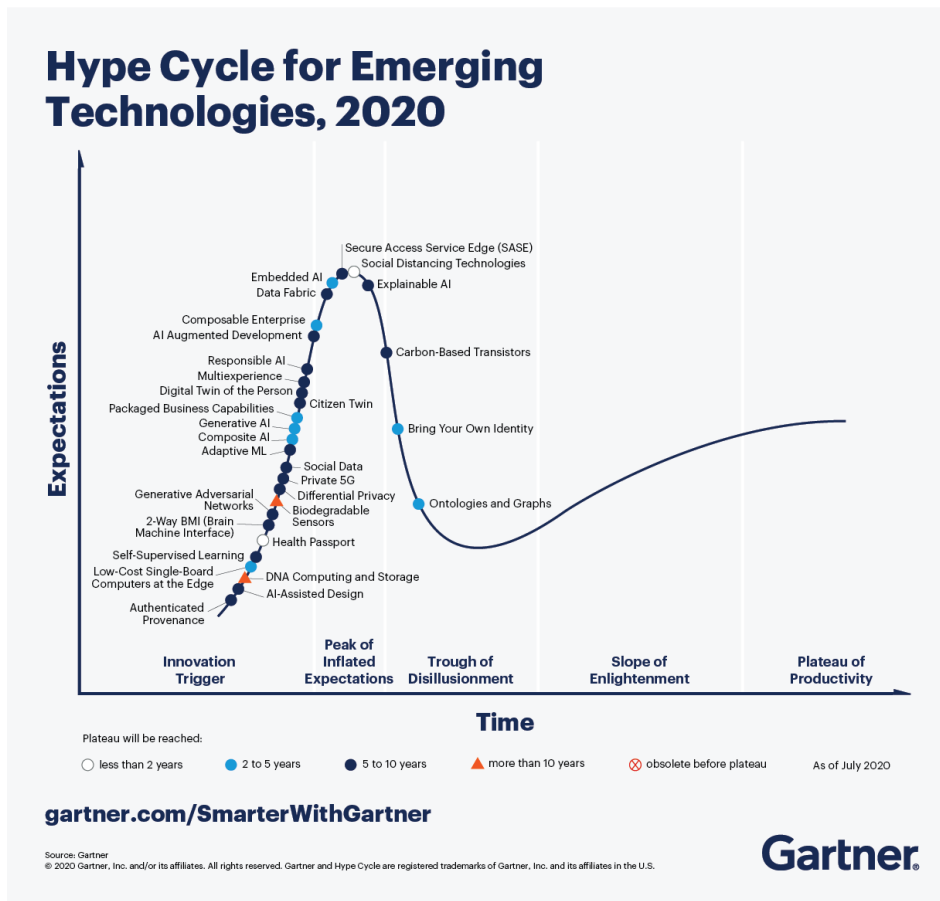 Hype Cycle for Emerging
Technologies, 2020
Secure Access Service Edge (SASE)
Social Distancing Technologies
Embedded AI
Explainable AI
Data Fabric
Composable Enterprise
AI Augmented Development
Carbon-Based Transistors
Responsible AI
Multiexperience
Digital Twin of the Person
Citizen Twin
Packaged Business Capabilities
Generative AI
Bring Your Own Identity
Composite AI
Adaptive ML
Social Data
Private 5G
Generative Adversarial
Networks
Differential Privacy
Ontologies and Graphs
Biodegradable
Sensors
2-Way BMI (Brain
Machine Interface)
Health Passport
Self-Supervised Learning
Low-Cost Single-Board
Computers at the Edge
DNA Computing and Storage
AI-Assisted Design
Authenticated
Provenance
Expectations
Innovation
Trigger
Peak of
Inflated
Expectations
Trough of
Disillusionment
Slope of
Enlightenment
Plateau of
Productivity
Time
Plateau will be reached:
less than 2 years
2 to 5 years
5 to 10 years
more than 10 years
obsolete before plateau
As of July 2020
gartner.com/SmarterWithGartner
Source: Gartner
© 2020 Gartner, Inc. and/or its affiliates. All rights reserved. Gartner and Hype Cycle are registered trademarks of Gartner, Inc. and its affiliates in the U.S.
Gartner®